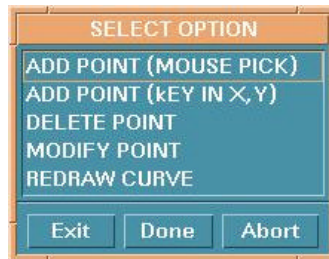 SELECT OPTION
ADD POINT (MOUSE PICK)
ADD POINT (kEY IN X,Y)
DELETE POINT
MODIFY POINT
REDRAW CURVE
Exit Done Abort